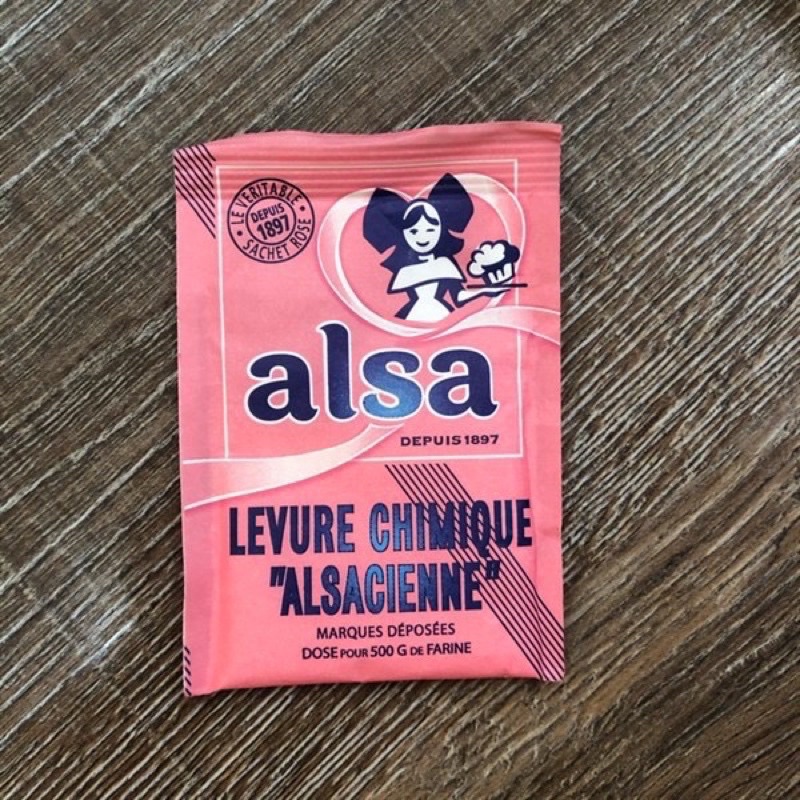 LE VÉRITABLE
DEPUIS
1897
SACHET ROSE
alsa
DEPUIS 1897
LEVURE CHIMIQUE
"ALSACIENNE"
MARQUES DÉPOSÉES
DOSE POUR 500 G DE FARINE